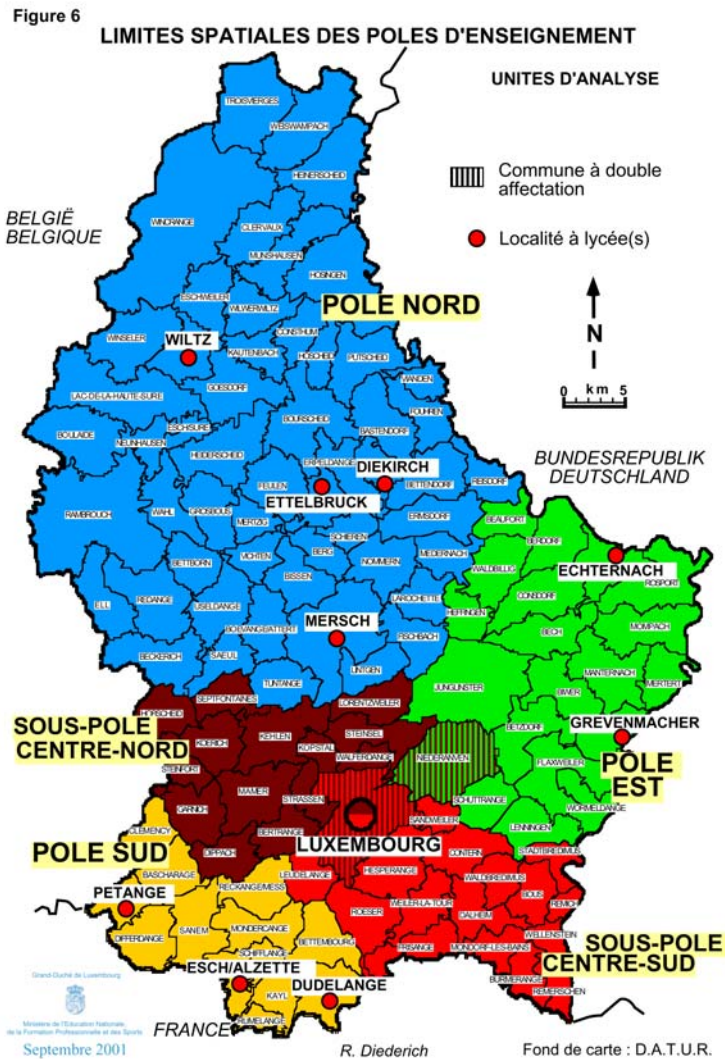 Figure 6
LIMITES SPATIALES DES POLES D'ENSEIGNEMENT
UNITES D'ANALYSE
Commune à double
affectation
Localité à lycée(s)
N
0 km 5
BELGIË
BELGIQUE
BUNDESREPUBLIK
DEUTSCHLAND
FRANCE
POLE NORD
SOUS-POLE
CENTRE-NORD
POLE EST
POLE SUD
SOUS-POLE
CENTRE-SUD
TROISVIERGES
WEISWAMPACH
HEINERSCHEID
WINCRANGE
CLERVAUX
MUNSHAUSEN
HOSINGEN
ESCHWEILER
WILWERWILTZ
CONSTHUM
WINSELER
WILTZ
KAUTENBACH
HOSCHEID
PUTSCHEID
VIANDEN
GOESDORF
LAC-DE-LA-HAUTE-SURE
FOUHREN
BOURSCHEID
BASTENDORF
ESCH/SURE
BOULAIDE
NEUNHAUSEN
HEIDERSCHEID
ERPELDANGE
DIEKIRCH
FEULEN
BETTENDORF
REISDORF
ETTELBRUCK
RAMBROUCH
WAHL
GROSBOUS
MERTZIG
ERMSDORF
SCHIEREN
BEAUFORT
BERDORF
BETTBORN
VICHTEN
BERG
NOMMERN
MEDERNACH
WALDBILLIG
ECHTERNACH
ROSPORT
BISSEN
ELL
REDANGE
USELDANGE
LAROCHETTE
HEFFINGEN
CONSDORF
BOEVANGE/ATTERT
MERSCH
FISCHBACH
BECH
MOMPACH
BECKERICH
SAEUL
LINTGEN
TUNTANGE
JUNGLINSTER
MANTERNACH
BIWER
MERTERT
SEPTFONTAINES
LORENTZWEILER
HOBSCHEID
STEINSEL
KEHLEN
KOERICH
KOPSTAL
WALFERDANGE
STEINFORT
NIEDERANVEN
BETZDORF
GREVENMACHER
FLAXWEILER
MAMER
STRASSEN
SCHUTTRANGE
GARNICH
WORMELDANGE
SANDWEILER
BERTRANGE
LUXEMBOURG
LENNINGEN
CLEMENCY
DIPPACH
CONTERN
STADTBREDIMUS
BASCHARAGE
LEUDELANGE
HESPERANGE
WALDBREDIMUS
RECKANGE/MESS
BOUS
REMICH
PETANGE
WEILER-LA-TOUR
ROESER
DALHEIM
DIFFERDANGE
SANEM
MONDERCANGE
BETTEMBOURG
WELLENSTEIN
SCHIFFLANGE
FRISANGE
MONDORF-LES-BAINS
ESCH/ALZETTE
BURMERANGE
REMERSCHEN
DUDELANGE
KAYL
RUMELANGE
Grand-Duché de Luxembourg
Ministère de l'Education Nationale,
de la Formation Professionnelle et des Sports
Septembre 2001
R. Diederich
Fond de carte : D.A.T.U.R.